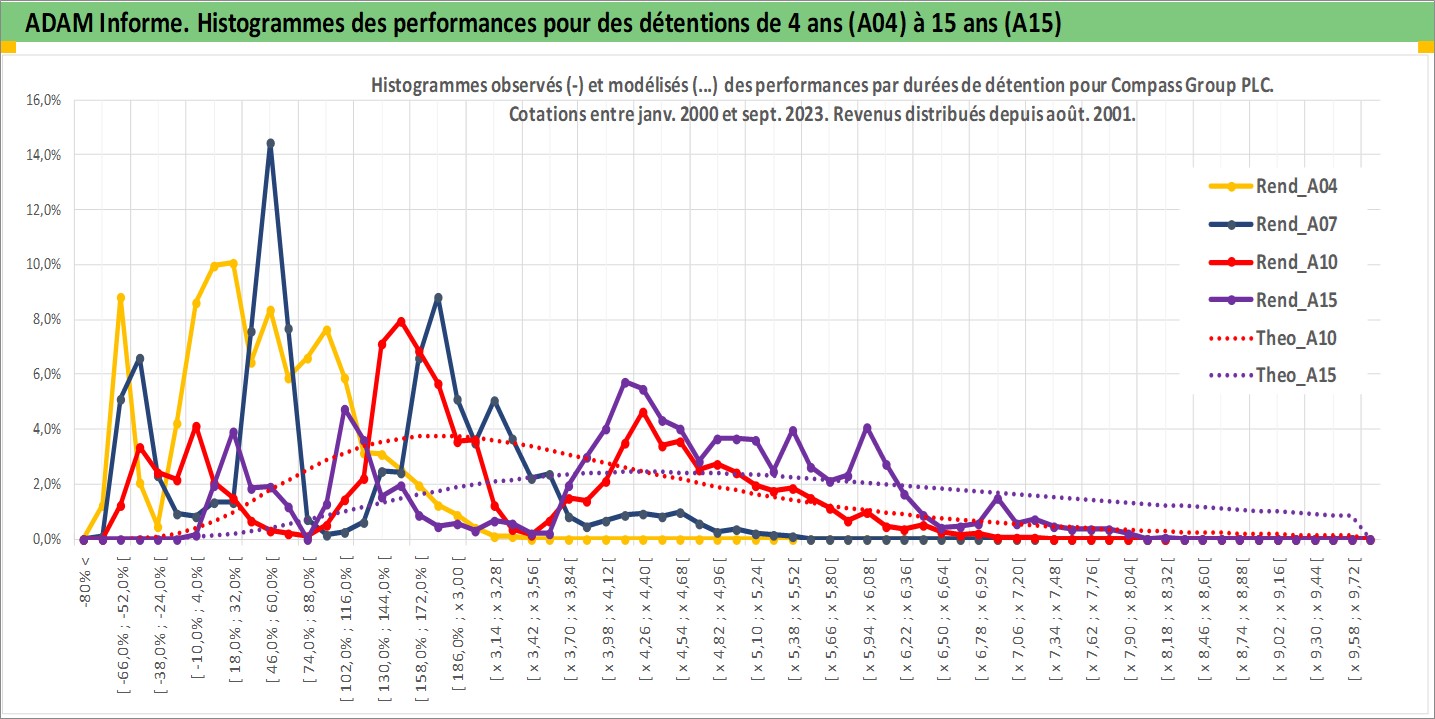 ADAM Informe. Histogrammes des performances pour des détentions de 4 ans (A04) à 15 ans (A15)
Histogrammes observés (-) et modélisés (...) des performances par durées de détention pour Compass Group PLC.
Cotations entre janv. 2000 et sept. 2023. Revenus distribués depuis août. 2001.
16,0%
14,0%
12,0%
10,0%
8,0%
6,0%
4,0%
2,0%
0,0%
Rend_A04
Rend_A07
Rend_A10
Rend_A15
Theo_A10
Theo_A15
-80% <
[ -66,0% ; -52,0% [
[ -38,0% ; -24,0% [
[ -10,0% ; 4,0% [
[ 18,0% ; 32,0% [
[ 46,0% ; 60,0% [
[ 74,0% ; 88,0% [
[ 102,0% ; 116,0% [
[ 130,0% ; 144,0% [
[ 158,0% ; 172,0% [
[ 186,0% ; x 3,00 [
[ x 3,14 ; x 3,28 [
[ x 3,42 ; x 3,56 [
[ x 3,70 ; x 3,84 [
[ x 3,98 ; x 4,12 [
[ x 4,26 ; x 4,40 [
[ x 4,54 ; x 4,68 [
[ x 4,82 ; x 4,96 [
[ x 5,10 ; x 5,24 [
[ x 5,38 ; x 5,52 [
[ x 5,66 ; x 5,80 [
[ x 5,94 ; x 6,08 [
[ x 6,22 ; x 6,36 [
[ x 6,50 ; x 6,64 [
[ x 6,78 ; x 6,92 [
[ x 7,06 ; x 7,20 [
[ x 7,34 ; x 7,48 [
[ x 7,62 ; x 7,76 [
[ x 7,90 ; x 8,04 [
[ x 8,18 ; x 8,32 [
[ x 8,46 ; x 8,60 [
[ x 8,74 ; x 8,88 [
[ x 9,02 ; x 9,16 [
[ x 9,30 ; x 9,44 [
[ x 9,58 ; x 9,72 [